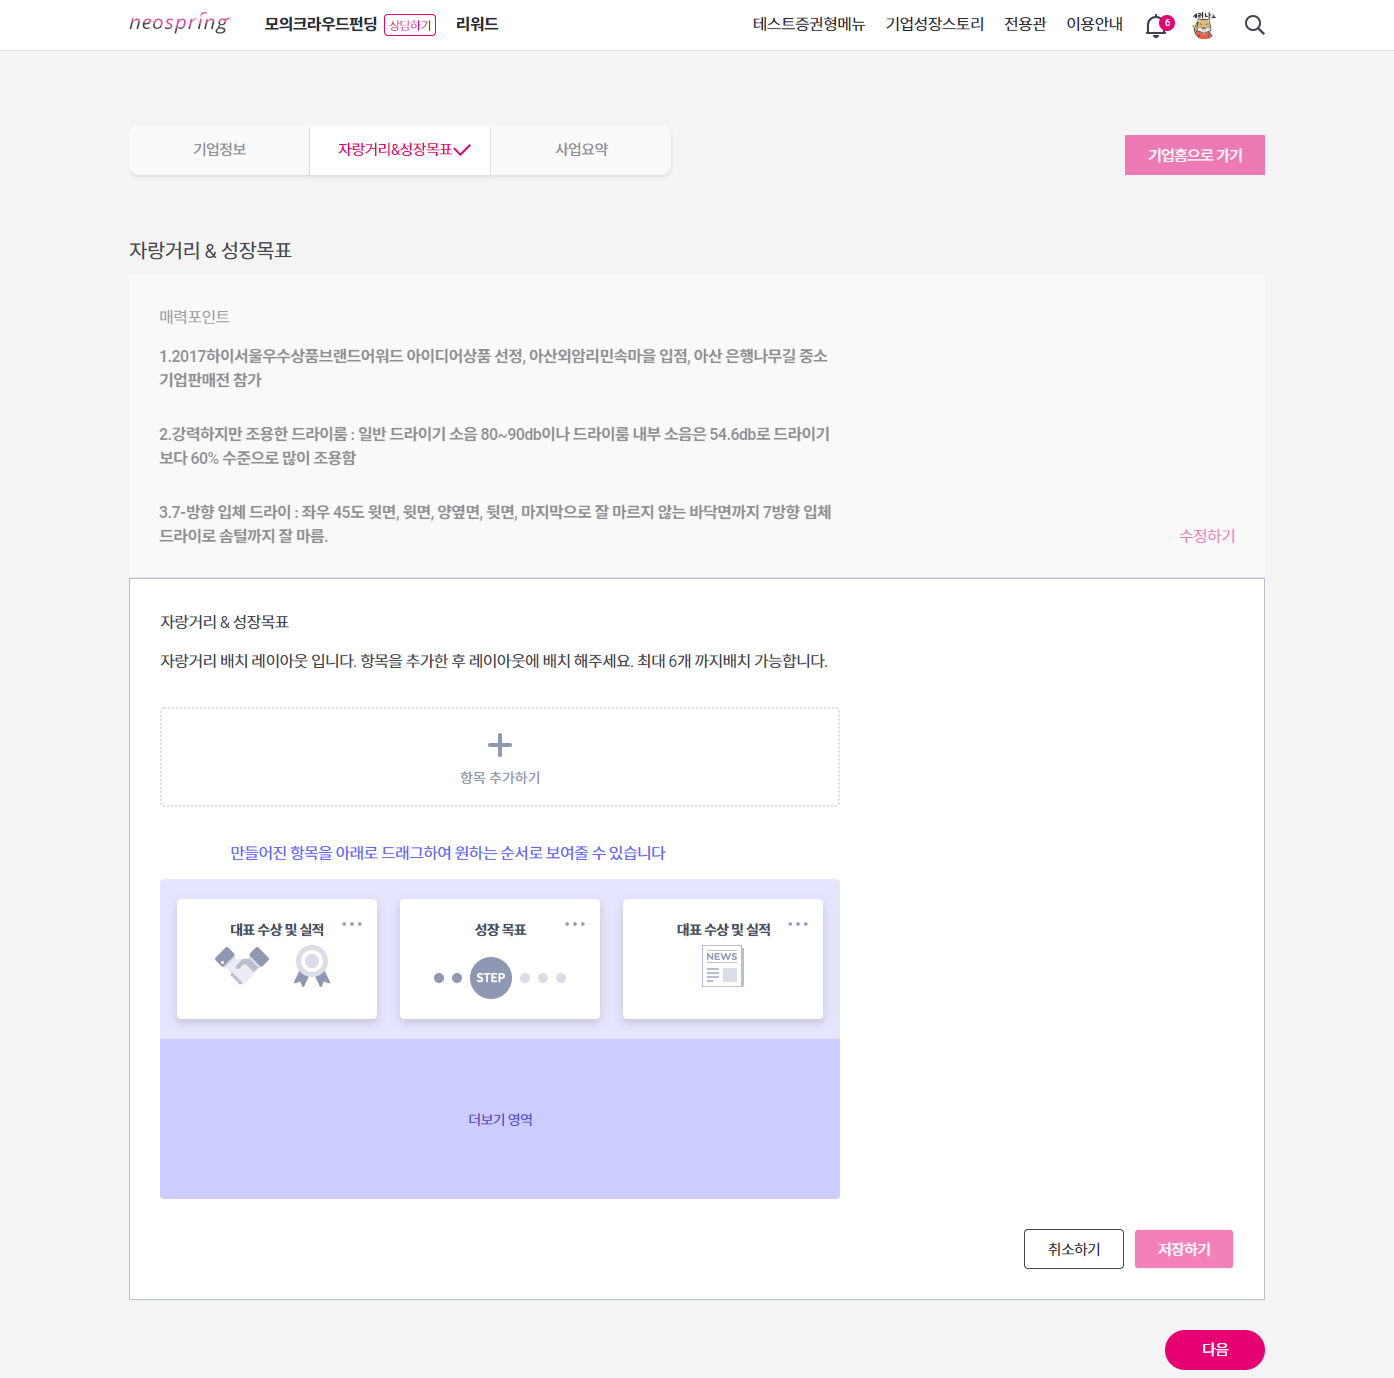 neospring
모의크라우드펀딩 상담하기 리워드
테스트증권형메뉴 기업성장스토리 전용관 이용안내 6
기업정보 자랑거리&성장목표 사업요약
기업홈으로 가기
자랑거리 & 성장목표
매력포인트
1.2017하이서울우수상품브랜드어워드 아이디어상품 선정, 아산외암리민속마을 입점, 아산 은행나무길 중소
기업판매전 참가
2.강력하지만 조용한 드라이룸 : 일반 드라이기 소음 80~90db이나 드라이룸 내부 소음은 54.6db로 드라이기
보다 60% 수준으로 많이 조용함
3.7-방향 입체 드라이 : 좌우 45도 윗면, 윗면, 양옆면, 뒷면, 마지막으로 잘 마르지 않는 바닥면까지 7방향 입체
드라이로 솜털까지 잘 마름.
수정하기
자랑거리 & 성장목표
자랑거리 배치 레이아웃 입니다. 항목을 추가한 후 레이아웃에 배치 해주세요. 최대 6개 까지배치 가능합니다.
항목 추가하기
만들어진 항목을 아래로 드래그하여 원하는 순서로 보여줄 수 있습니다
대표 수상 및 실적
성장 목표
STEP
대표 수상 및 실적
NEWS
더보기 영역
취소하기 저장하기
다음